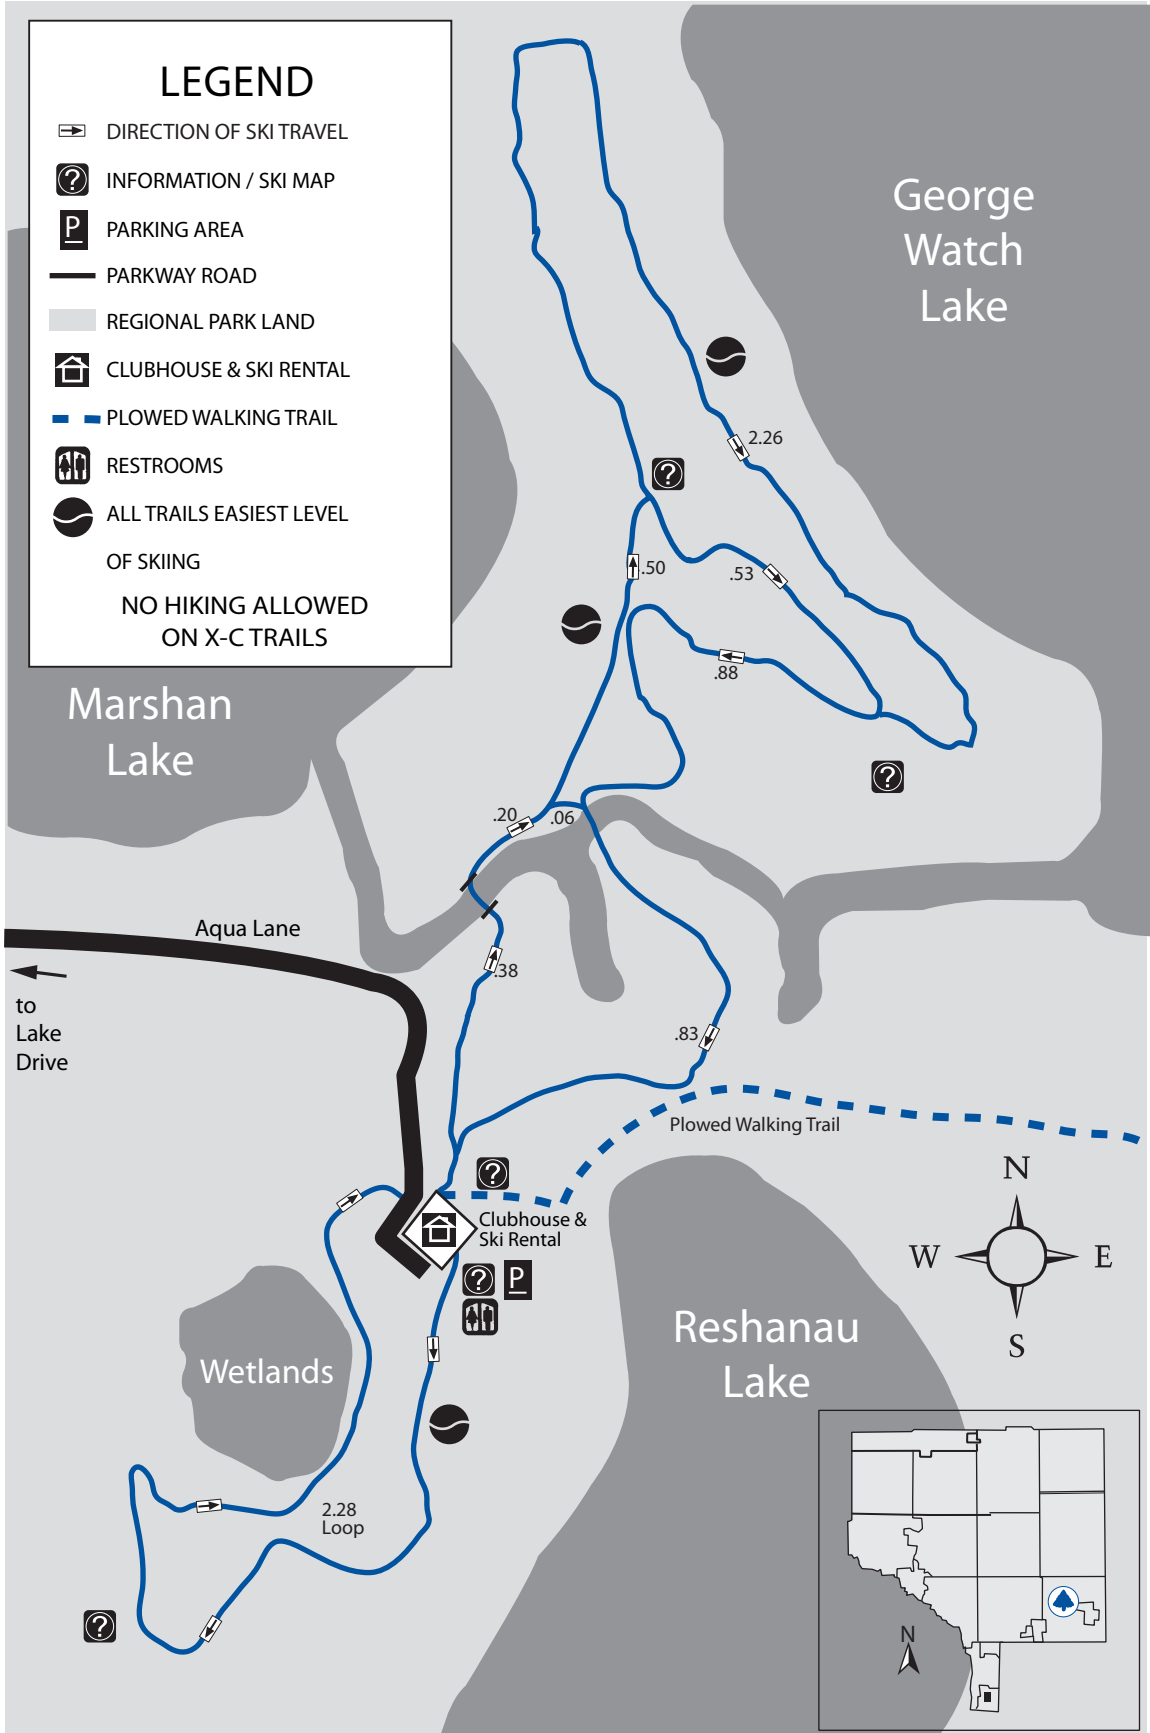 LEGEND
DIRECTION OF SKI TRAVEL
?
INFORMATION / SKI MAP
P
PARKING AREA
PARKWAY ROAD
REGIONAL PARK LAND
CLUBHOUSE & SKI RENTAL
PLOWED WALKING TRAIL
RESTROOMS
ALL TRAILS EASIEST LEVEL
OF SKIING
NO HIKING ALLOWED
ON X-C TRAILS
George
Watch
Lake
2.26
?
.50
.53
.88
Marshan
Lake
?
.20
.06
Aqua Lane
.38
to
Lake
Drive
.83
Plowed Walking Trail
?
Clubhouse &
Ski Rental
? P
N
W E
S
Reshanau
Lake
Wetlands
2.28
Loop
?
N